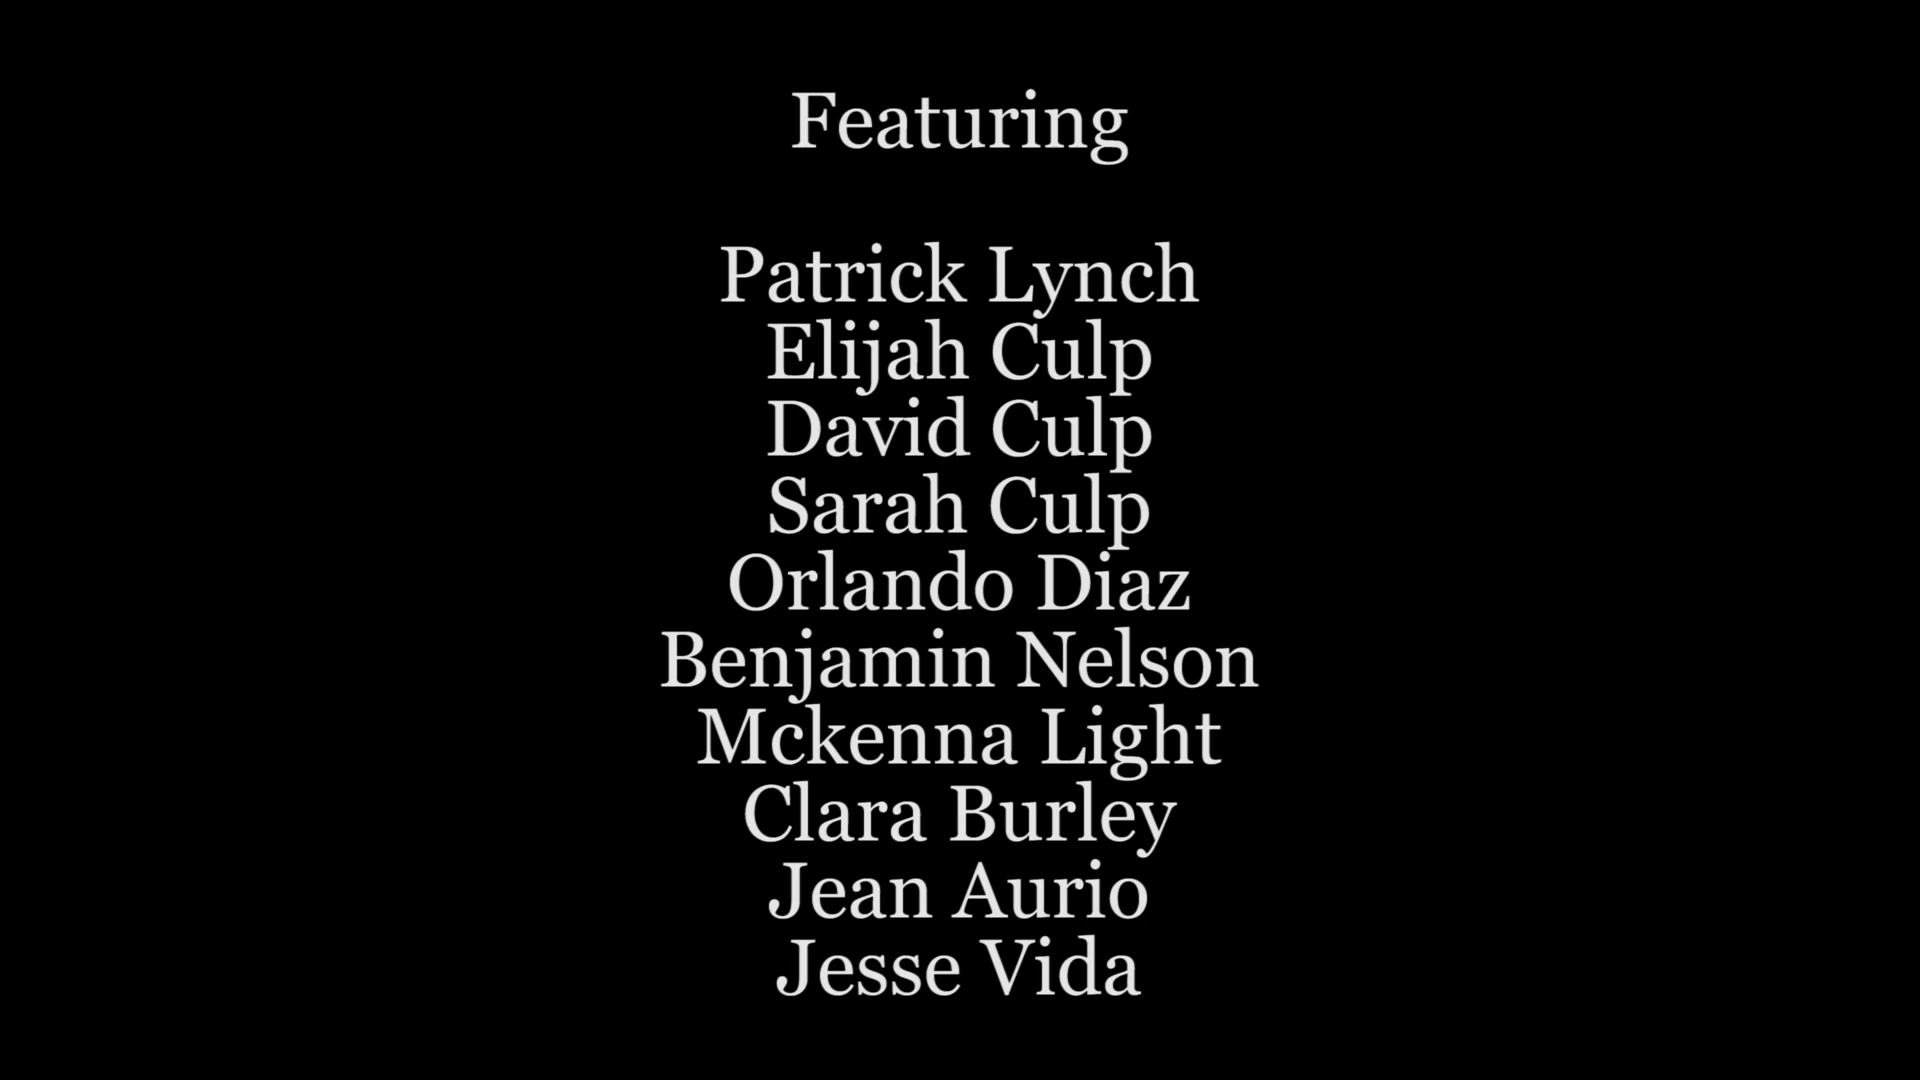 Featuring
Patrick Lynch
Elijah Culp
David Culp
Sarah Culp
Orlando Diaz
Benjamin Nelson
Mckenna Light
Clara Burley
Jean Aurio
Jesse Vida